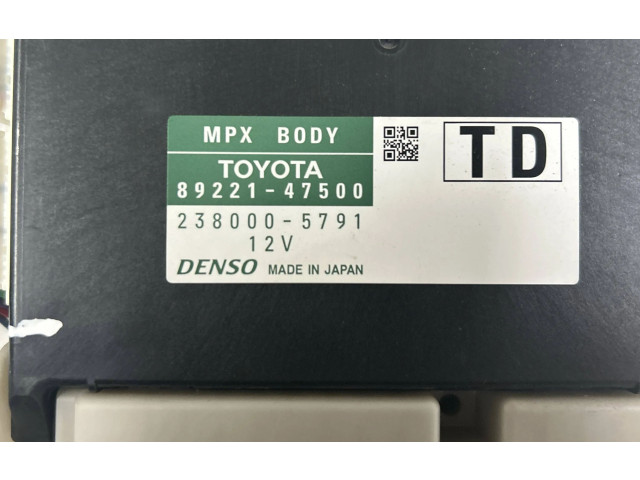 MPX BODY
TD
TOYOTA
89221-47500
238000-5791
12V
DENSO MADE IN JAPAN